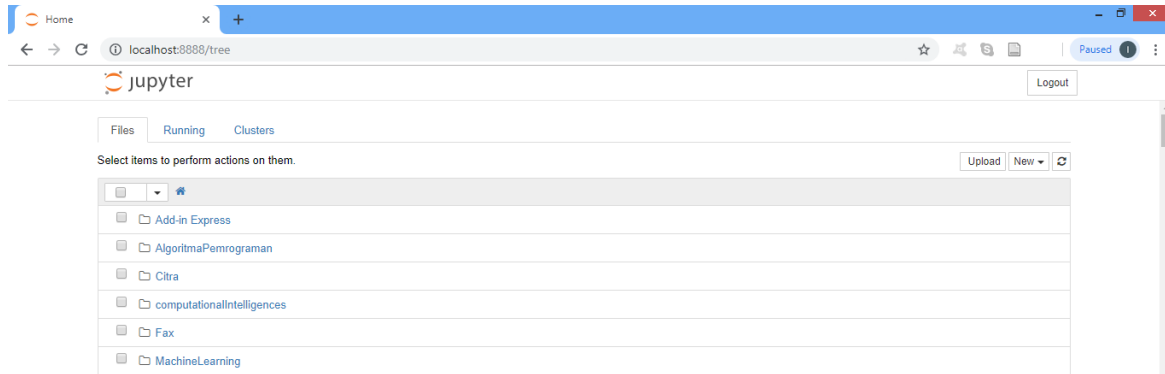 Home
localhost:8888/tree
Paused I
jupyter
Logout
Files Running Clusters
Select items to perform actions on them.
Upload New
Add-in Express
AlgoritmaPemrograman
Citra
computationalIntelligences
Fax
MachineLearning